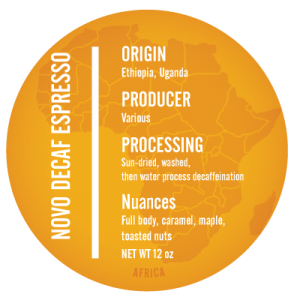 NOVO DECAF ESPRESSO
ORIGIN
Ethiopia, Uganda
PRODUCER
Various
PROCESSING
Sun-dried, washed,
then water process decaffeination
Nuances
Full body, caramel, maple,
toasted nuts
NET WT 12 oz
AFRICA